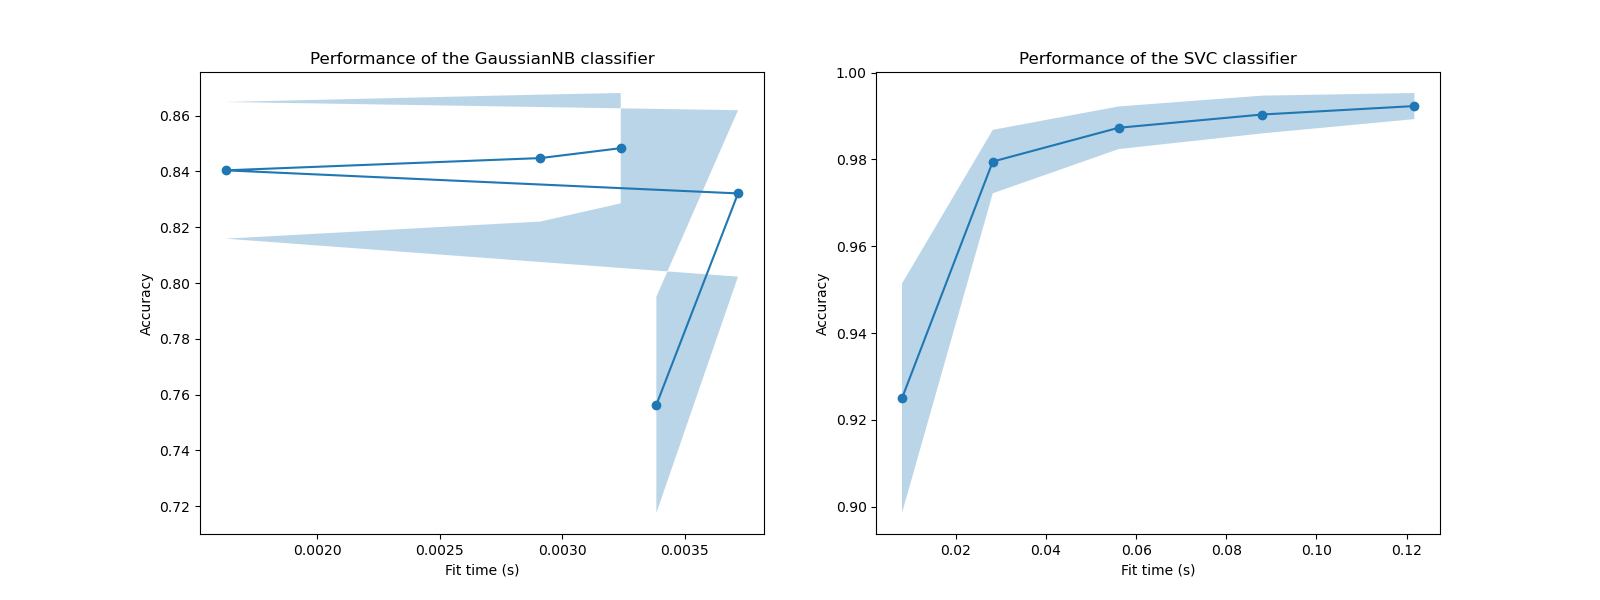 Performance of the GaussianNB classifier
Accuracy
0.86
0.84
0.82
0.80
0.78
0.76
0.74
0.72
0.0020 0.0025 0.0030 0.0035
Fit time (s)
Performance of the SVC classifier
Accuracy
1.00
0.98
0.96
0.94
0.92
0.90
0.02 0.04 0.06 0.08 0.10 0.12
Fit time (s)